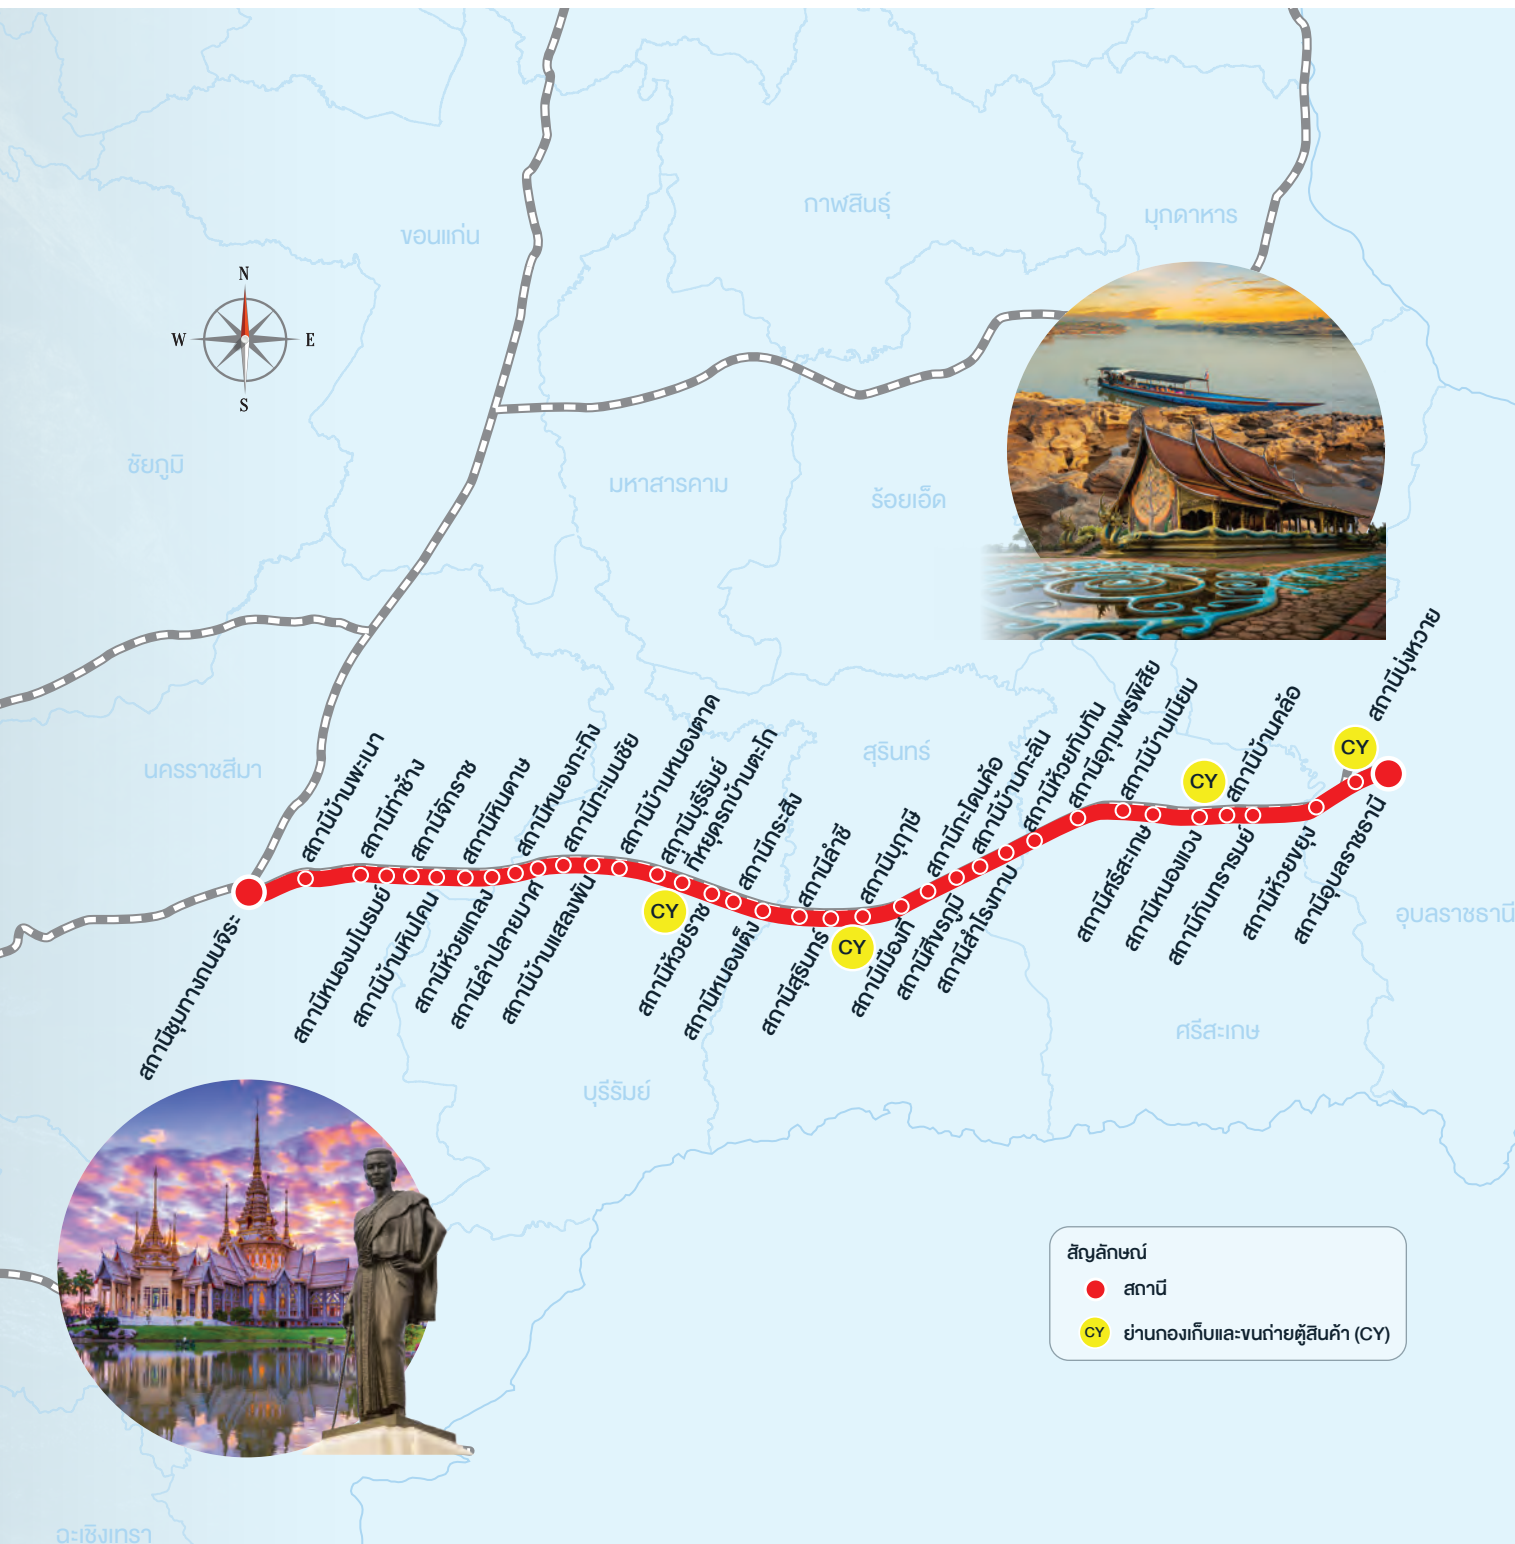 กาฬสินธุ์
มุกดาหาร
ขอนแก่น
N
W
E
S
ชัยภูมิ
มหาสารคาม
ร้อยเอ็ด
นครราชสีมา
สุรินทร์
อุบลราชธานี
ศรีสะเกษ
บุรีรัมย์
ฉะเชิงเทรา
สถานีชุมทางถนนจิระ
สถานีบ้านพะเนา
สถานีท่าช้าง
สถานีหนองมโนรมย์
สถานีจักราช
สถานีบ้านหินโคน
สถานีหินดาษ
สถานีห้วยแถลง
สถานีหนองกะทิง
สถานีลำปลายมาศ
สถานีทะเมนชัย
สถานีบ้านแสลงพัน
สถานีบ้านหนองตาด
สถานีบุรีรัมย์
ที่หยุดรถบ้านตะโก
สถานีห้วยราช
สถานีกระสัง
สถานีหนองเต็ง
สถานีลำชี
สถานีสุรินทร์
สถานีบุฤาษี
สถานีเมืองที
สถานีกะโดนค้อ
สถานีศีขรภูมิ
สถานีบ้านกะลัน
สถานีสำโรงทาบ
สถานีห้วยทับทัน
สถานีอุทุมพรพิสัย
สถานีบ้านเนียม
สถานีศรีสะเกษ
สถานีหนองแวง
สถานีบ้านคล้อ
สถานีกันทรารมย์
สถานีห้วยขยุง
สถานีบุ่งหวาย
สถานีอุบลราชธานี
CY
CY
CY
CY
สัญลักษณ์
สถานี
CY ย่านกองเก็บและขนถ่ายตู้สินค้า (CY)